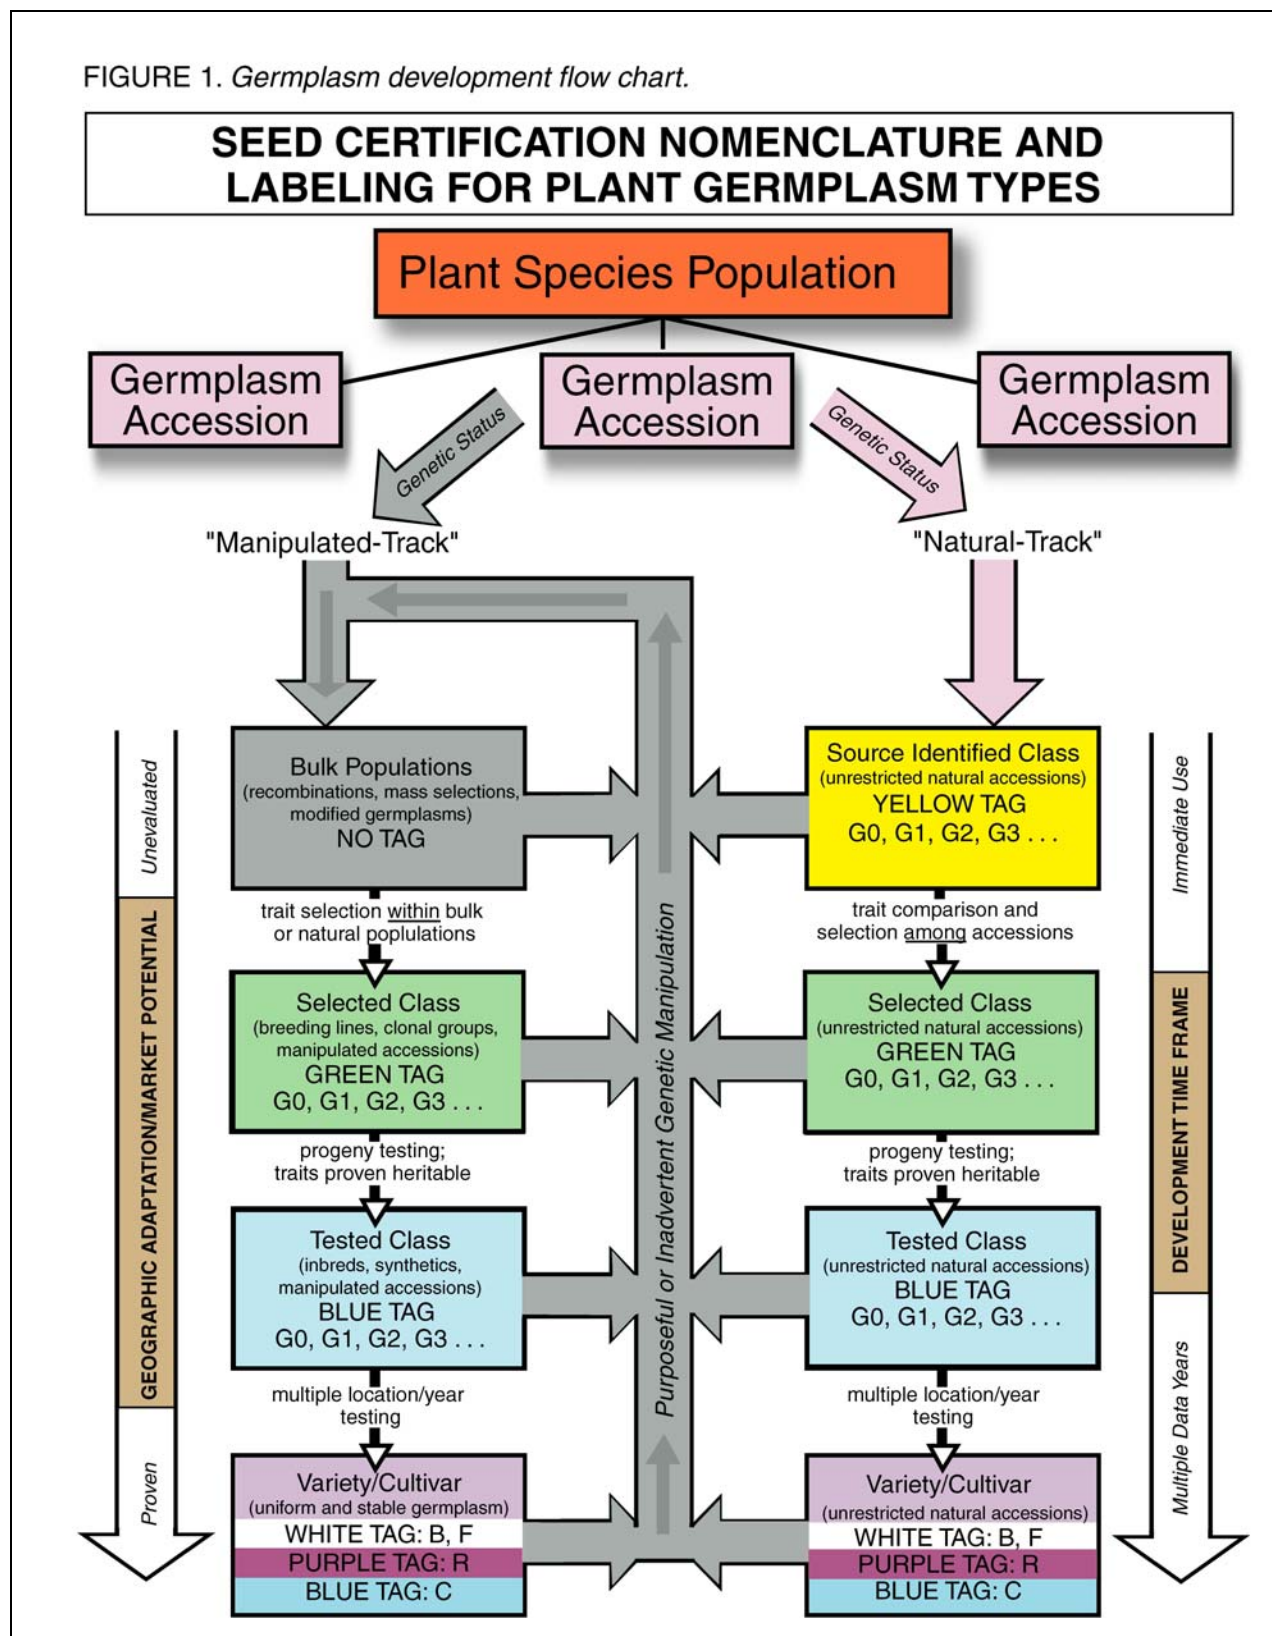 FIGURE 1. Germplasm development flow chart.
SEED CERTIFICATION NOMENCLATURE AND
LABELING FOR PLANT GERMPLASM TYPES
Plant Species Population
Germplasm
Accession
Germplasm
Accession
Germplasm
Accession
Genetic Status
Genetic Status
"Manipulated-Track"
"Natural-Track"
Unevaluated
GEOGRAPHIC ADAPTATION/MARKET POTENTIAL
Proven
Bulk Populations
(recombinations, mass selections,
modified germplasms)
NO TAG
trait selection within bulk
or natural poplulations
Selected Class
(breeding lines, clonal groups,
manipulated accessions)
GREEN TAG
G0, G1, G2, G3 . . .
progeny testing;
traits proven heritable
Tested Class
(inbreds, synthetics,
manipulated accessions)
BLUE TAG
G0, G1, G2, G3 . . .
multiple location/year
testing
Variety/Cultivar
(uniform and stable germplasm)
WHITE TAG: B, F
PURPLE TAG: R
BLUE TAG: C
Purposeful or Inadvertent Genetic Manipulation
Source Identified Class
(unrestricted natural accessions)
YELLOW TAG
G0, G1, G2, G3 . . .
trait comparison and
selection among accessions
Selected Class
(unrestricted natural accessions)
GREEN TAG
G0, G1, G2, G3 . . .
progeny testing;
traits proven heritable
Tested Class
(unrestricted natural accessions)
BLUE TAG
G0, G1, G2, G3 . . .
multiple location/year
testing
Variety/Cultivar
(unrestricted natural accessions)
WHITE TAG: B, F
PURPLE TAG: R
BLUE TAG: C
Immediate Use
DEVELOPMENT TIME FRAME
Multiple Data Years